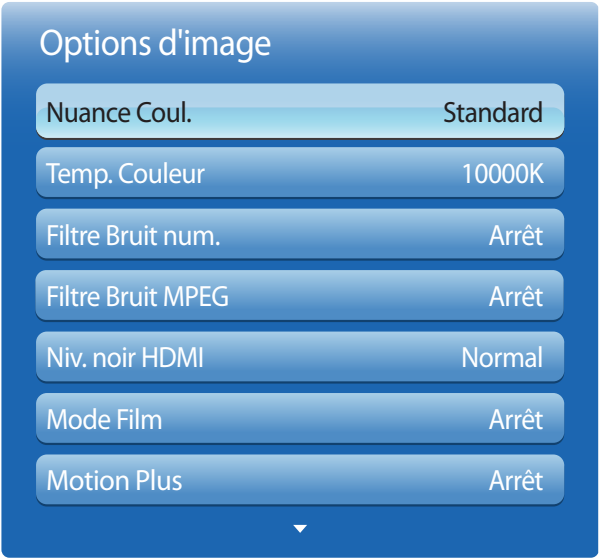 Options d'image
Nuance Coul. Standard
Temp. Couleur 10000K
Filtre Bruit num. Arrêt
Filtre Bruit MPEG Arrêt
Niv. noir HDMI Normal
Mode Film Arrêt
Motion Plus Arrêt